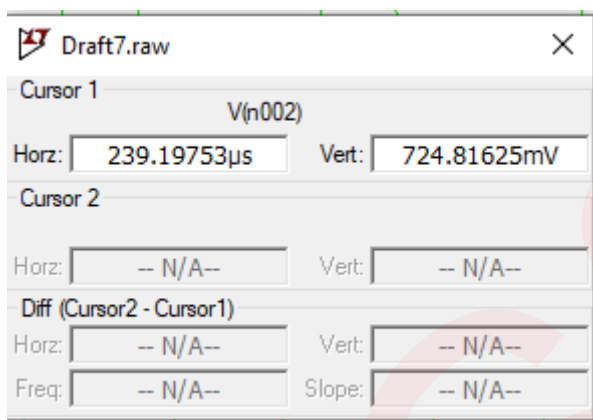 Draft7.raw
Cursor 1
V(n002)
Horz: 239.19753µs Vert: 724.81625mV
Cursor 2
Horz: -- N/A-- Vert: -- N/A--
Diff (Cursor2 - Cursor1)
Horz: -- N/A-- Vert: -- N/A--
Freq: -- N/A-- Slope: -- N/A--